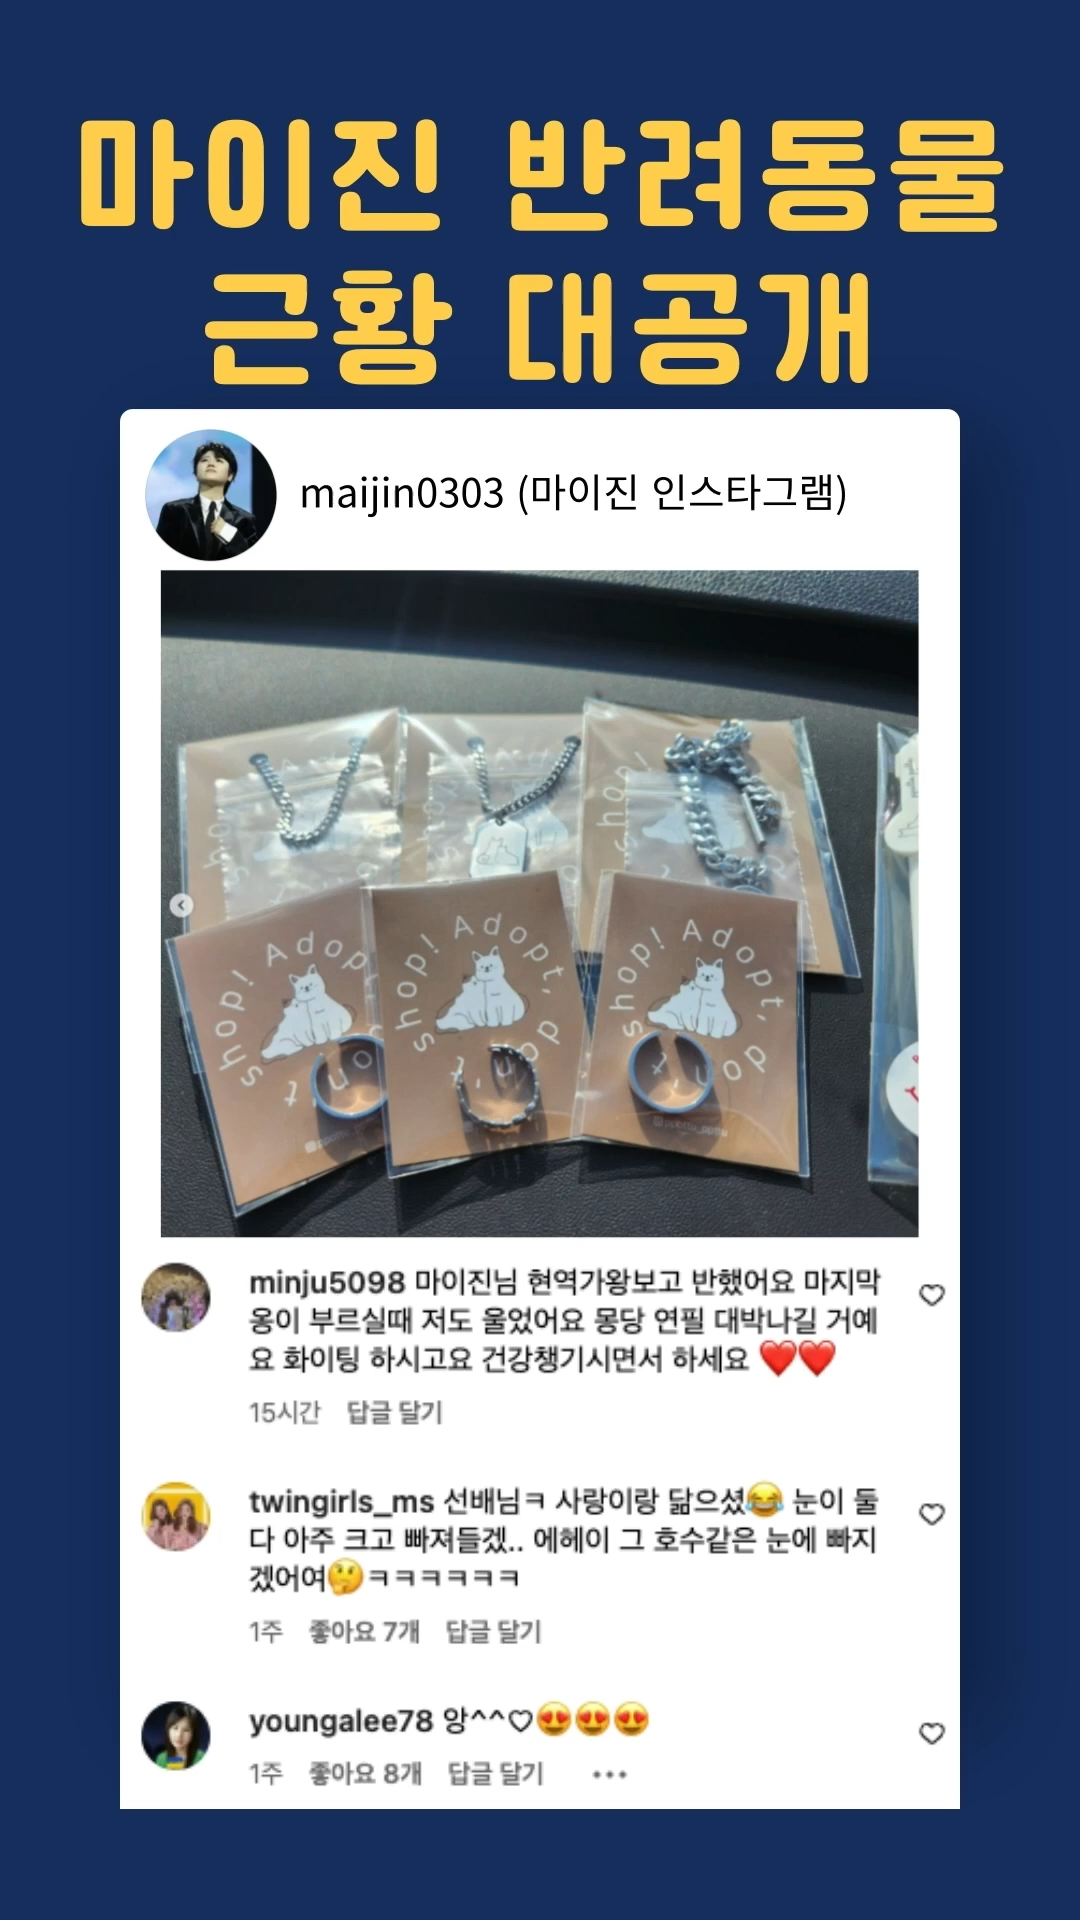 마이진 반려동물
근황 대공개
maijin0303 (마이진 인스타그램)
shop! Adopt,
shop! Adopt, don't
shop! Adopt, don't
minju5098 마이진님 현역가왕보고 반했어요 마지막
옹이 부르실때 저도 울었어요 몽당 연필 대박나길 거예
요 화이팅 하시고요 건강챙기시면서 하세요 ❤️❤️
15시간 답글 달기
twingirls_ms 선배님ㅋ 사랑이랑 닮으셨😂 눈이 둘
다 아주 크고 빠져들겠.. 에헤이 그 호수같은 눈에 빠지
겠어여🤔ㅋㅋㅋㅋㅋㅋ
1주 좋아요 7개 답글 달기
youngalee78 앙^^♡😍😍😍
1주 좋아요 8개 답글 달기 •••